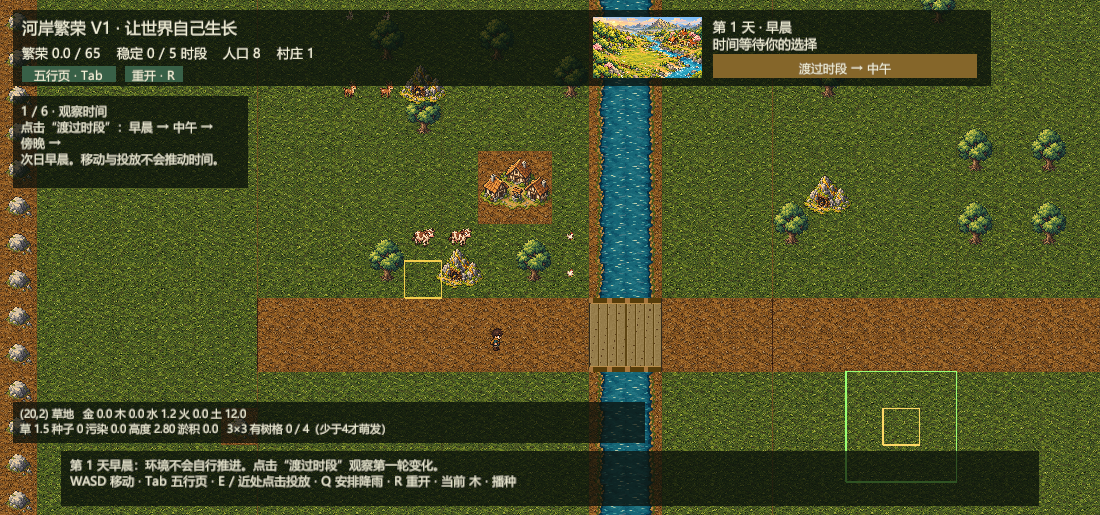 河岸繁荣 V1 · 让世界自己生长
繁荣 0.0 / 65 稳定 0 / 5 时段 人口 8 村庄 1
五行页 · Tab 重开 · R
第 1 天 · 早晨
时间等待你的选择
渡过时段 → 中午
1 / 6 · 观察时间
点击“渡过时段”：早晨 → 中午 →
傍晚 →
次日早晨。移动与投放不会推动时间。
(20,2) 草地 金 0.0 木 0.0 水 1.2 火 0.0 土 12.0
草 1.5 种子 0 污染 0.0 高度 2.80 淤积 0.0 3×3 有树格 0 / 4（少于4才萌发）
第 1 天早晨：环境不会自行推进。点击“渡过时段”观察第一轮变化。
WASD 移动 · Tab 五行页 · E / 近处点击投放 · Q 安排降雨 · R 重开 · 当前 木 · 播种